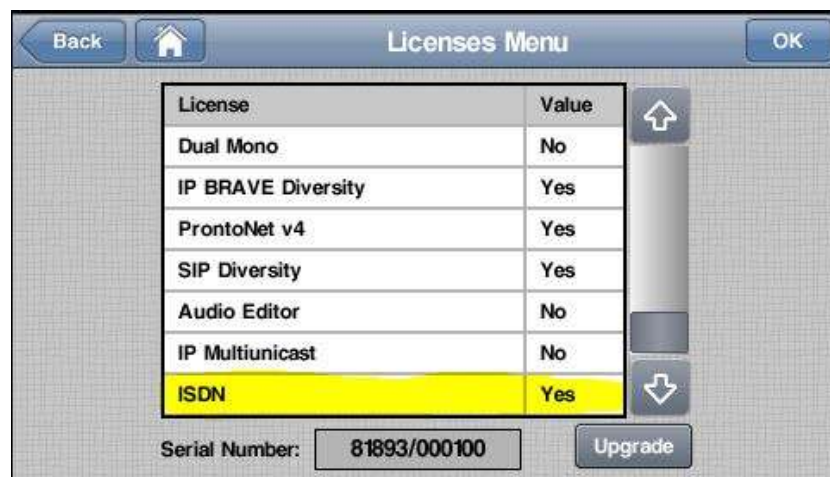 Back
Licenses Menu
OK
License Value
Dual Mono No
IP BRAVE Diversity Yes
ProntoNet v4 Yes
SIP Diversity Yes
Audio Editor No
IP Multiunicast No
ISDN Yes
Serial Number: 81893/000100
Upgrade